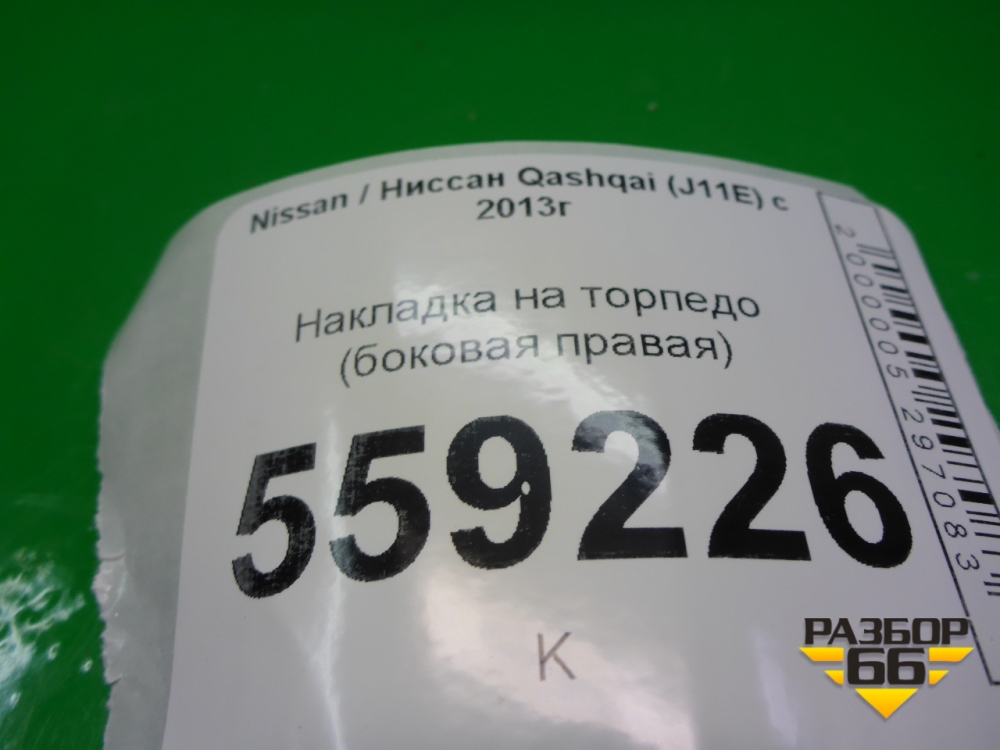 Nissan / Ниссан Qashqai (J11E) с
2013г
Накладка на торпедо
(боковая правая)
559226
К
2000005297083
РАЗБОР
66